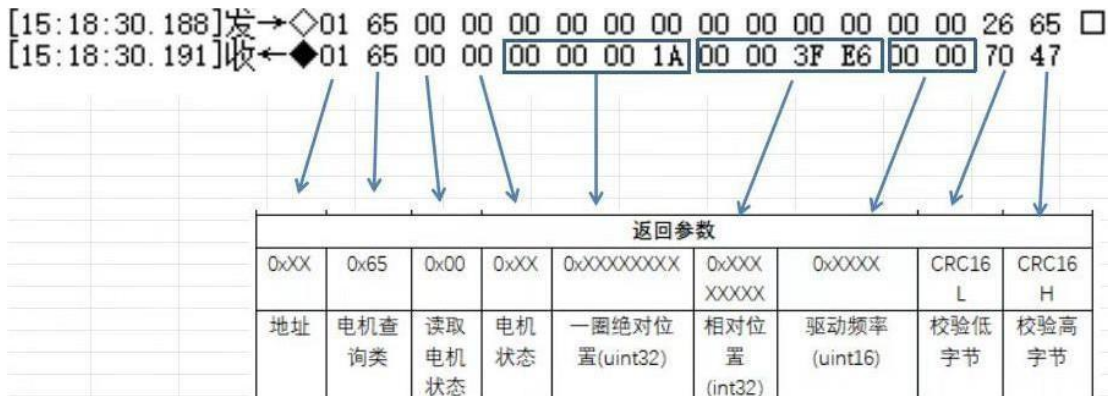 [15:18:30.188]发→◇01 65 00 00 00 00 00 00 00 00 00 00 00 00 26 65 □
[15:18:30.191]收←◆01 65 00 00 00 00 00 1A 00 00 3F E6 00 00 70 47
返回参数
0xXX 0x65 0x00 0xXX 0xXXXXXXXX 0xXXX 0xXXXX CRC16 CRC16
XXXXX L H
地址 电机查 读取 电机 一圈绝对位 相对位 驱动频率 校验低 校验高
询类 电机 状态 置(uint32) 置 (uint16) 字节 字节
状态 (int32)